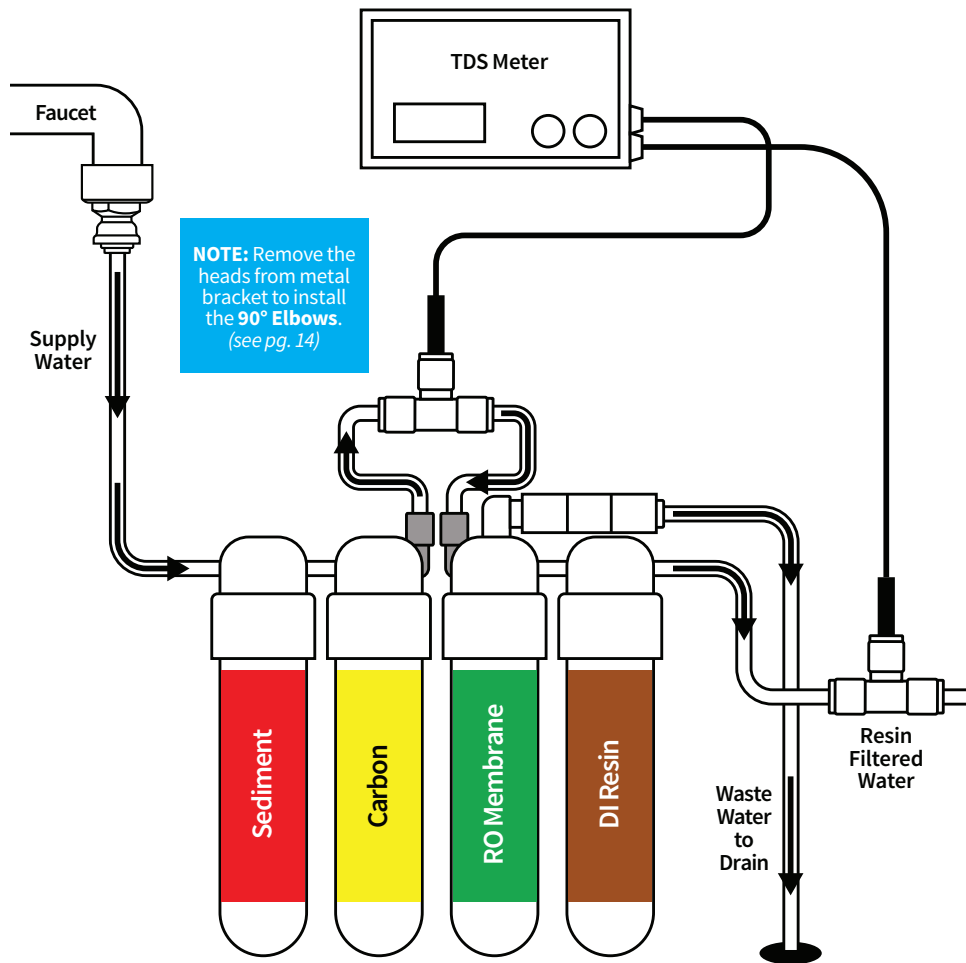 TDS Meter
Faucet
NOTE: Remove the
heads from metal
bracket to install
the 90° Elbows.
(see pg. 14)
Supply
Water
Sediment
Carbon
RO Membrane
DI Resin
Resin
Filtered
Water
Waste
Water
to
Drain